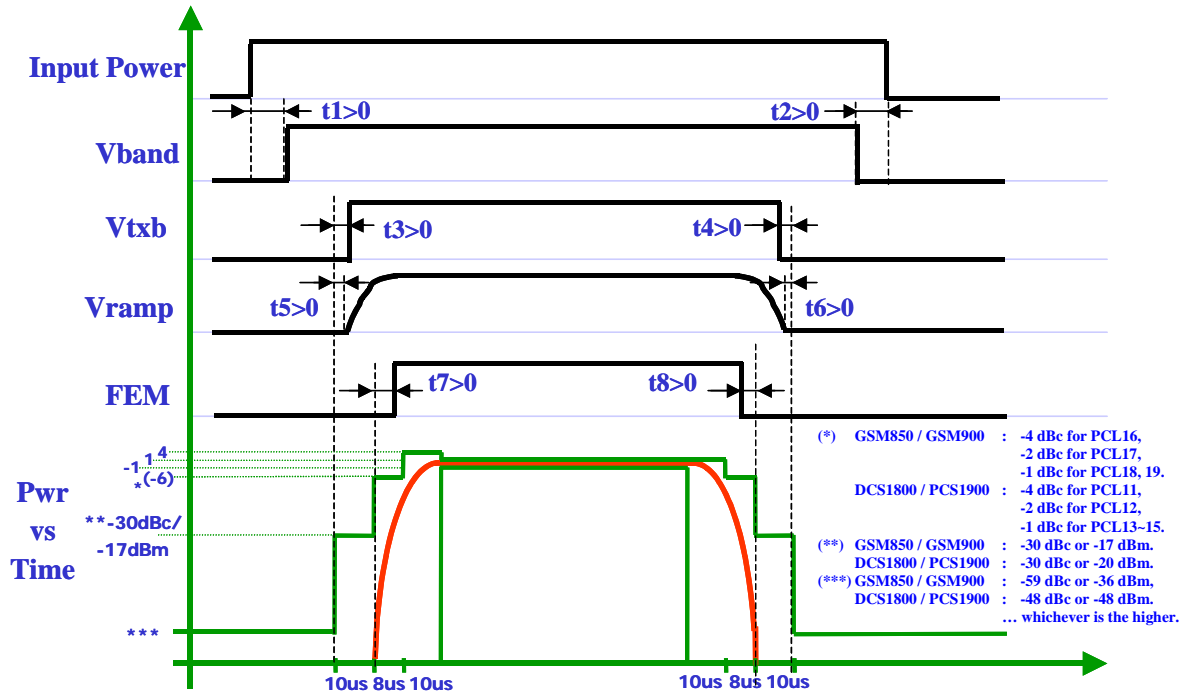 Input Power
t1>0
t2>0
Vband
Vtxb
t3>0
t4>0
Vramp
t5>0
t6>0
FEM
t7>0
t8>0
Pwr
vs
Time
4
1
-1
*(-6)
**-30dBc/
-17dBm
***
10us 8us 10us
10us 8us 10us
(*) GSM850 / GSM900 : -4 dBc for PCL16,
-2 dBc for PCL17,
-1 dBc for PCL18, 19.
DCS1800 / PCS1900 : -4 dBc for PCL11,
-2 dBc for PCL12,
-1 dBc for PCL13~15.
(**) GSM850 / GSM900 : -30 dBc or -17 dBm.
DCS1800 / PCS1900 : -30 dBc or -20 dBm.
(***) GSM850 / GSM900 : -59 dBc or -36 dBm,
DCS1800 / PCS1900 : -48 dBc or -48 dBm.
… whichever is the higher.